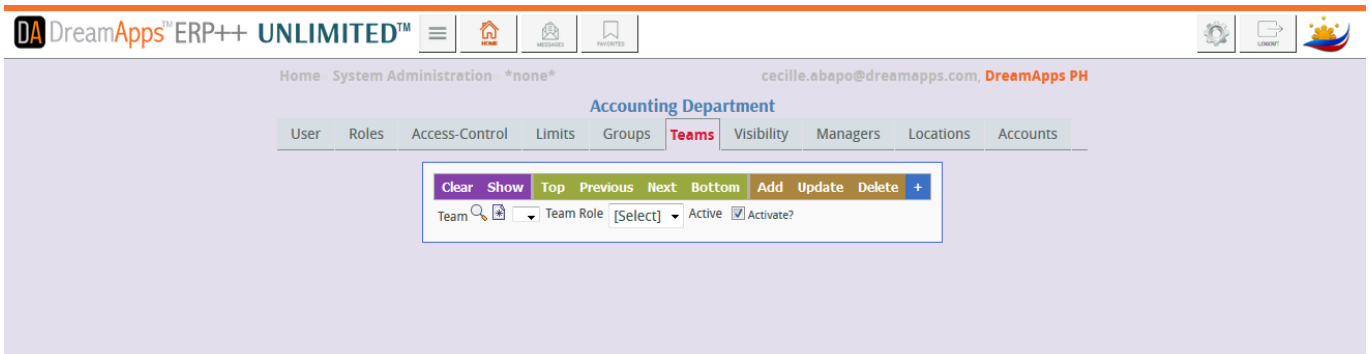 DA DreamApps™ ERP++ UNLIMITED™ HOME MESSAGES FAVORITES LOGOUT
Home System Administration *none* cecille.abapo@dreamapps.com, DreamApps PH
Accounting Department
User Roles Access-Control Limits Groups Teams Visibility Managers Locations Accounts
Clear Show Top Previous Next Bottom Add Update Delete +
Team Team Role [Select] Active Activate?